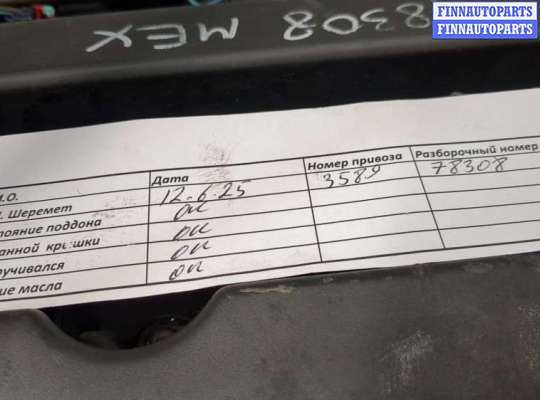 FINNAUTOPARTS
FINNAUTOPARTS
8308 MEX
И.О. Дата Номер привоза Разборочный номер
Шеремет 12-6-25 3589 78308
тояние поддона ок
анной крышки ок
ручивался ок
ие масла ок